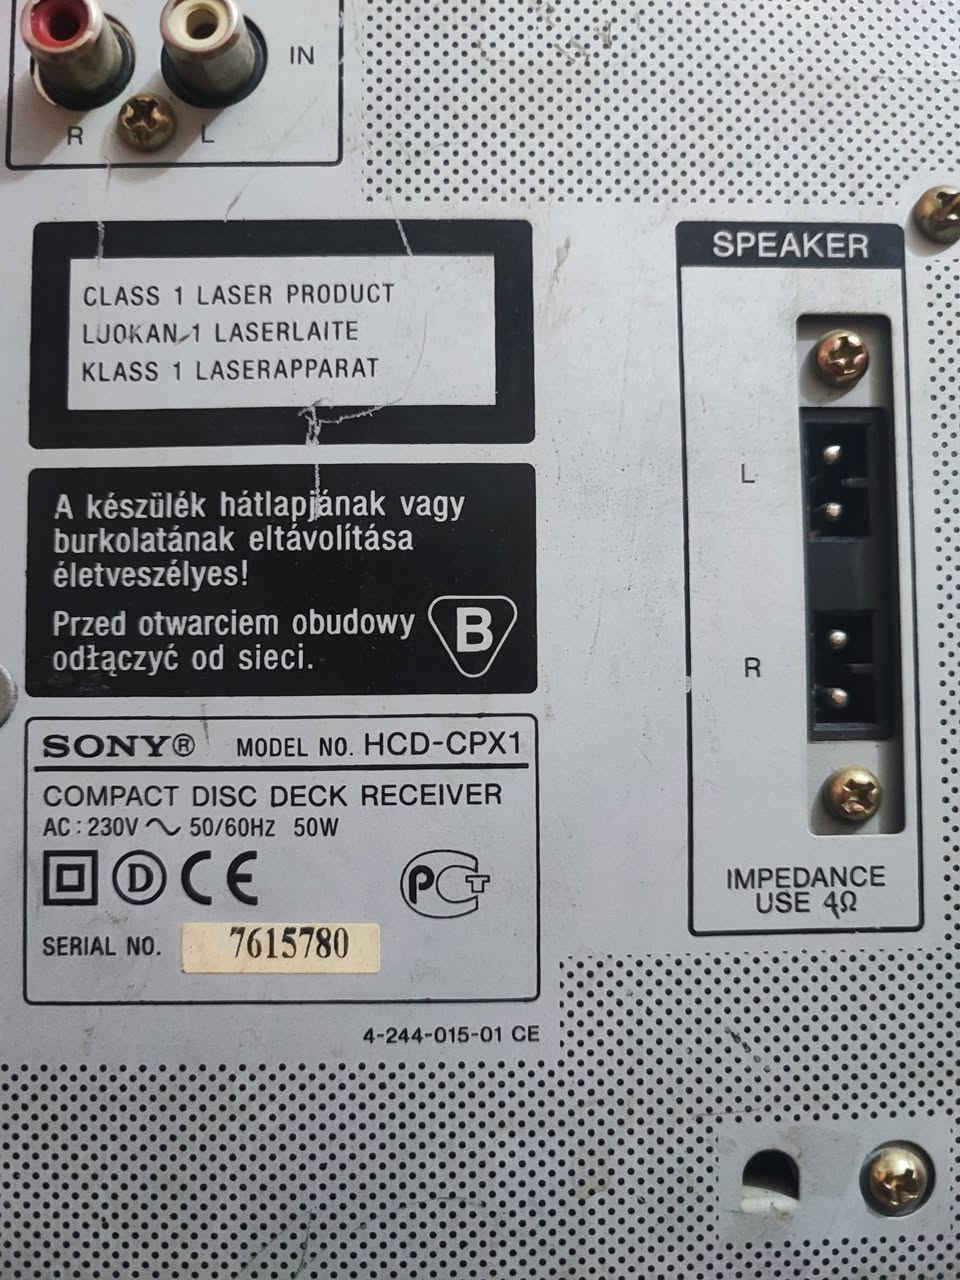 IN
R L
CLASS 1 LASER PRODUCT
LUOKAN 1 LASERLAITE
KLASS 1 LASERAPPARAT
A készülék hátlapjának vagy
burkolatának eltávolítása
életveszélyes!
Przed otwarciem obudowy
odłączyć od sieci.
B
SONY® MODEL NO. HCD-CPX1
COMPACT DISC DECK RECEIVER
AC : 230V ~ 50/60Hz 50W
D CE PCT
SERIAL NO. 7615780
4-244-015-01 CE
SPEAKER
L
R
IMPEDANCE
USE 4Ω